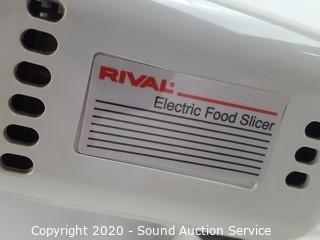 RIVAL
Electric Food Slicer
Copyright 2020 - Sound Auction Service